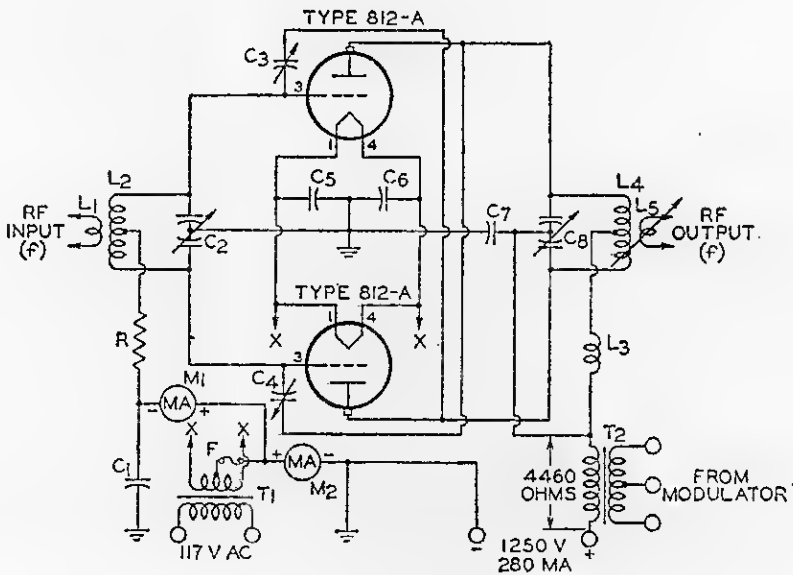 TYPE 812-A
C3
3
1
4
L2
L1
C5
C6
L4
L5
RF INPUT (f)
C2
C7
C8
RF OUTPUT (f)
TYPE 812-A
1
4
X
X
R
3
L3
M1
C4
- MA +
X
X
F
+ MA -
M2
T2
C1
T1
4460 OHMS
FROM MODULATOR
-
+
117 V AC
1250 V
280 MA